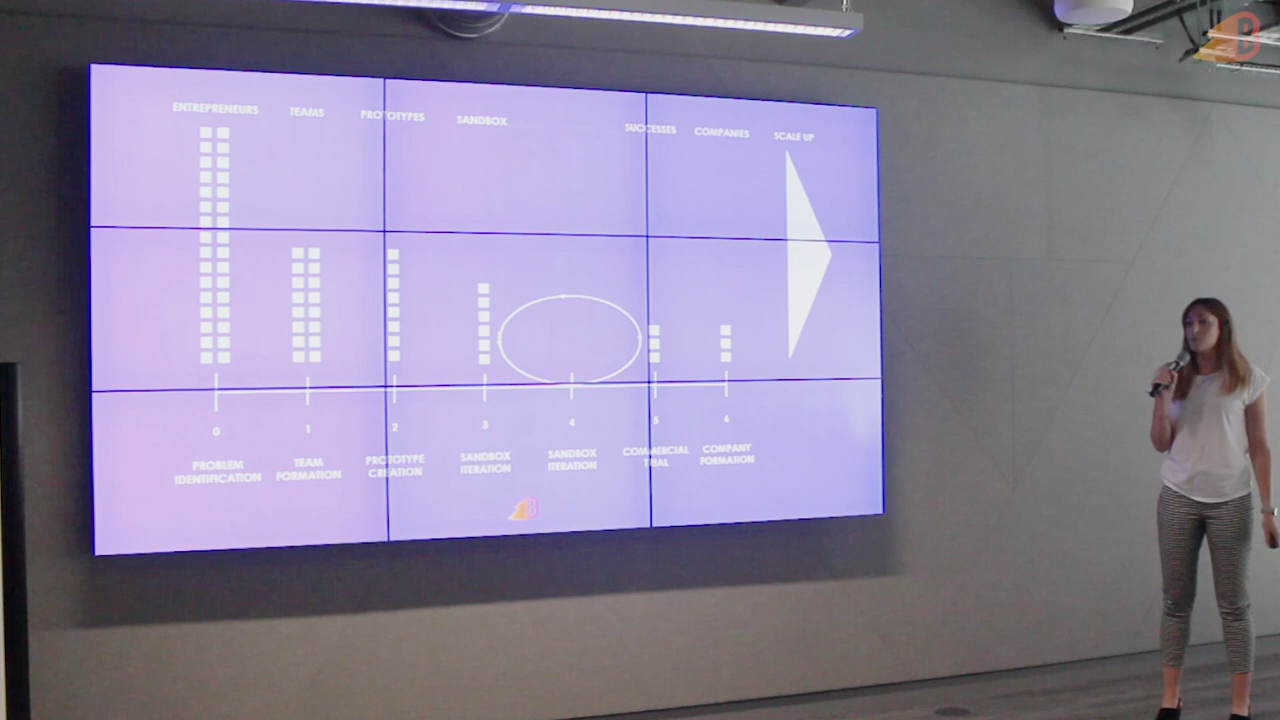 ENTREPRENEURS
TEAMS
PROTOTYPES
SANDBOX
SUCCESSES
COMPANIES
SCALE UP
0
1
2
3
4
5
6
PROBLEM
IDENTIFICATION
TEAM
FORMATION
PROTOTYPE
CREATION
SANDBOX
ITERATION
SANDBOX
ITERATION
COMMERCIAL
TRIAL
COMPANY
FORMATION
B
B